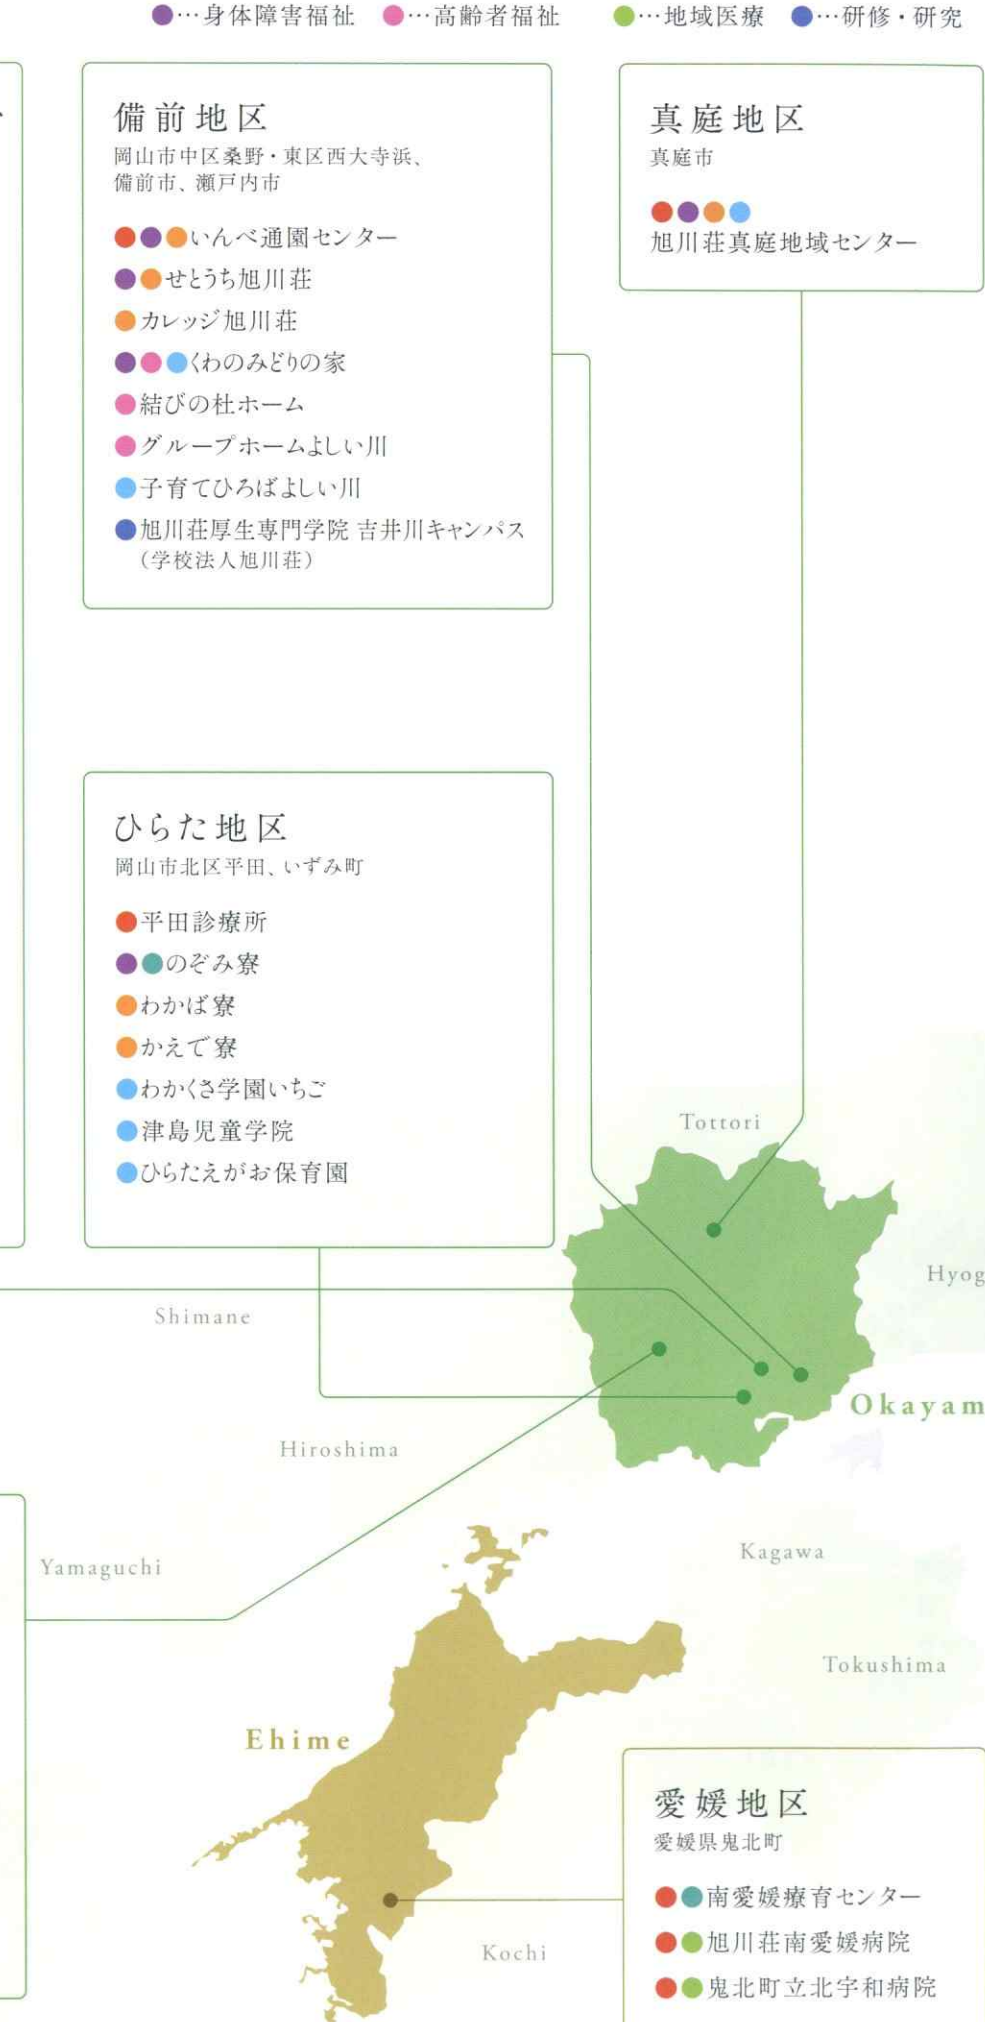 ●…身体障害福祉 ●…高齢者福祉 ●…地域医療 ●…研修・研究
備前地区
岡山市中区桑野・東区西大寺浜、
備前市、瀬戸内市
●●●いんべ通園センター
●●せとうち旭川荘
●カレッジ旭川荘
●●●くわのみどりの家
●結びの杜ホーム
●グループホームよしい川
●子育てひろばよしい川
●旭川荘厚生専門学院 吉井川キャンパス
（学校法人旭川荘）
真庭地区
真庭市
●●●●
旭川荘真庭地域センター
ひらた地区
岡山市北区平田、いずみ町
●平田診療所
●●のぞみ寮
●わかば寮
●かえで寮
●わかくさ学園いちご
●津島児童学院
●ひらたえがお保育園
Tottori
Hyog
Shimane
Okayam
Hiroshima
Yamaguchi
Kagawa
Tokushima
Ehime
Kochi
愛媛地区
愛媛県鬼北町
●●南愛媛療育センター
●●旭川荘南愛媛病院
●●鬼北町立北宇和病院